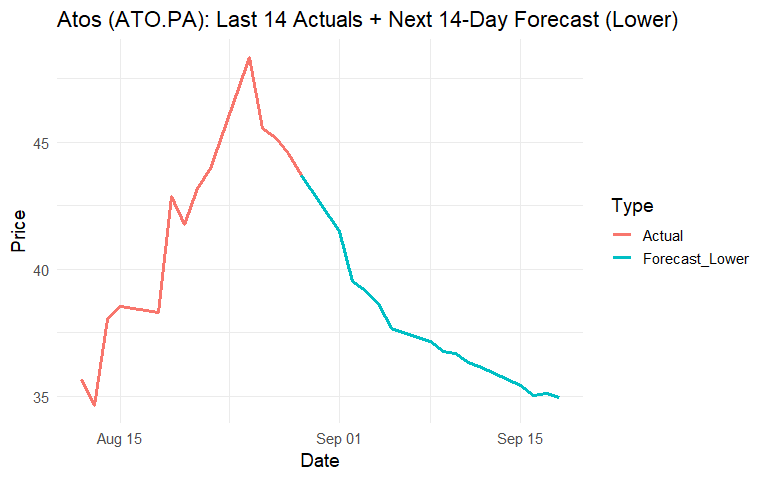 Atos (ATO.PA): Last 14 Actuals + Next 14-Day Forecast (Lower)
45
40
35
Price
Aug 15
Sep 01
Sep 15
Date
Type
Actual
Forecast_Lower